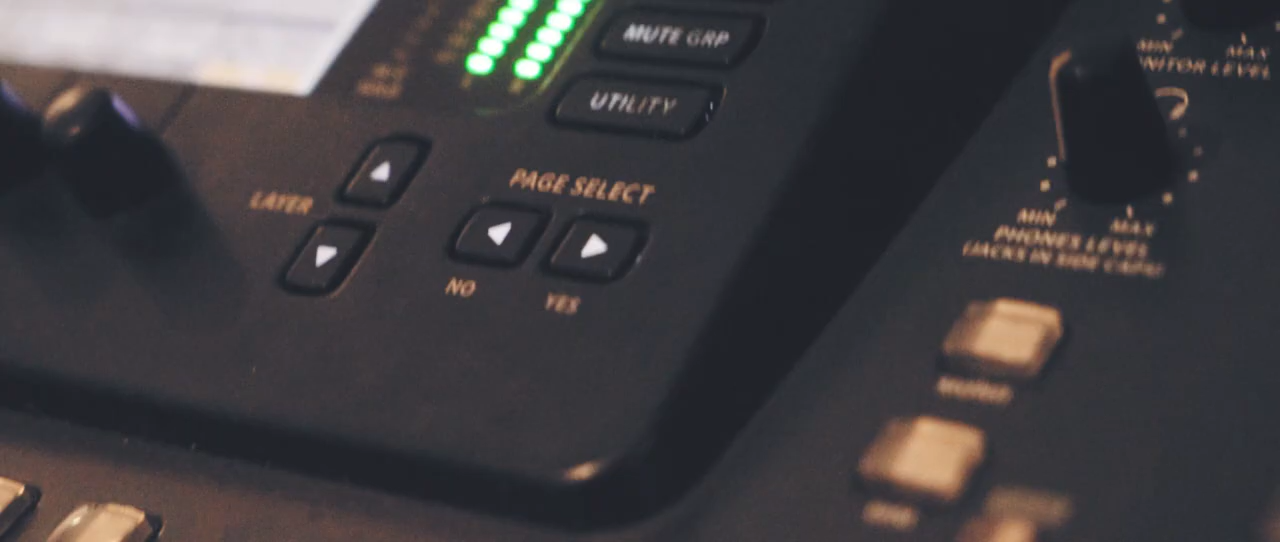 MUTE GRP
UTILITY
LAYER
PAGE SELECT
NO
YES
MIN
MAX
MONITOR LEVEL
MIN
MAX
PHONES LEVEL
(JACKS IN SIDE CAPS)